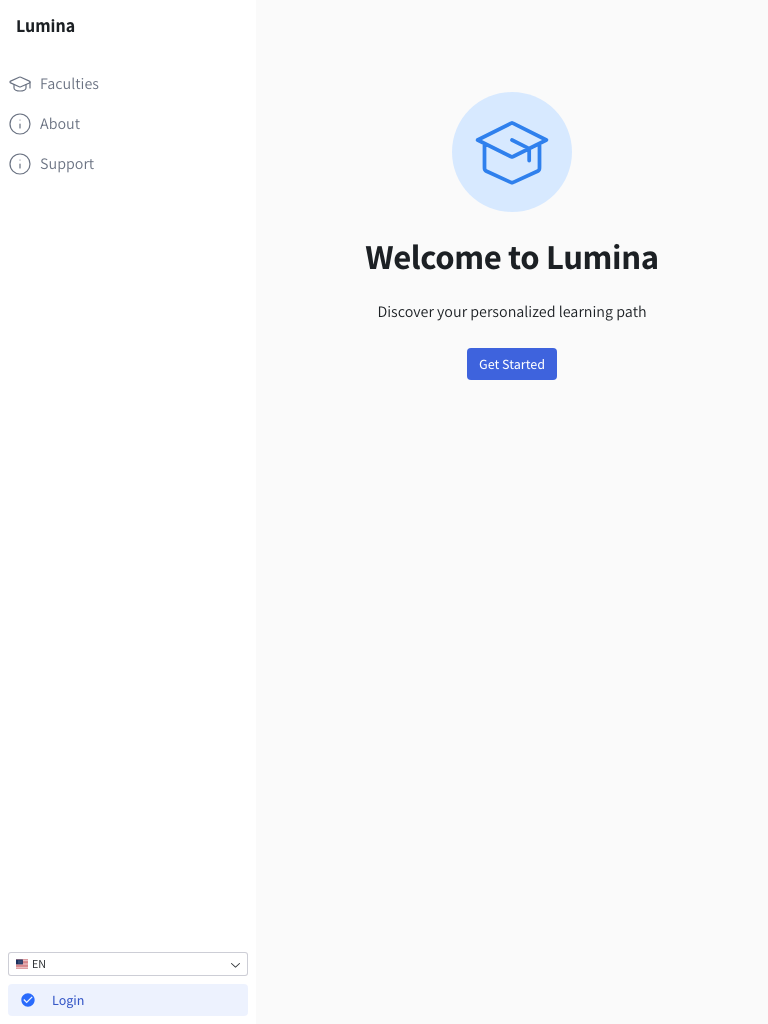 Lumina
Faculties
About
Support
Welcome to Lumina
Discover your personalized learning path
Get Started
EN
Login